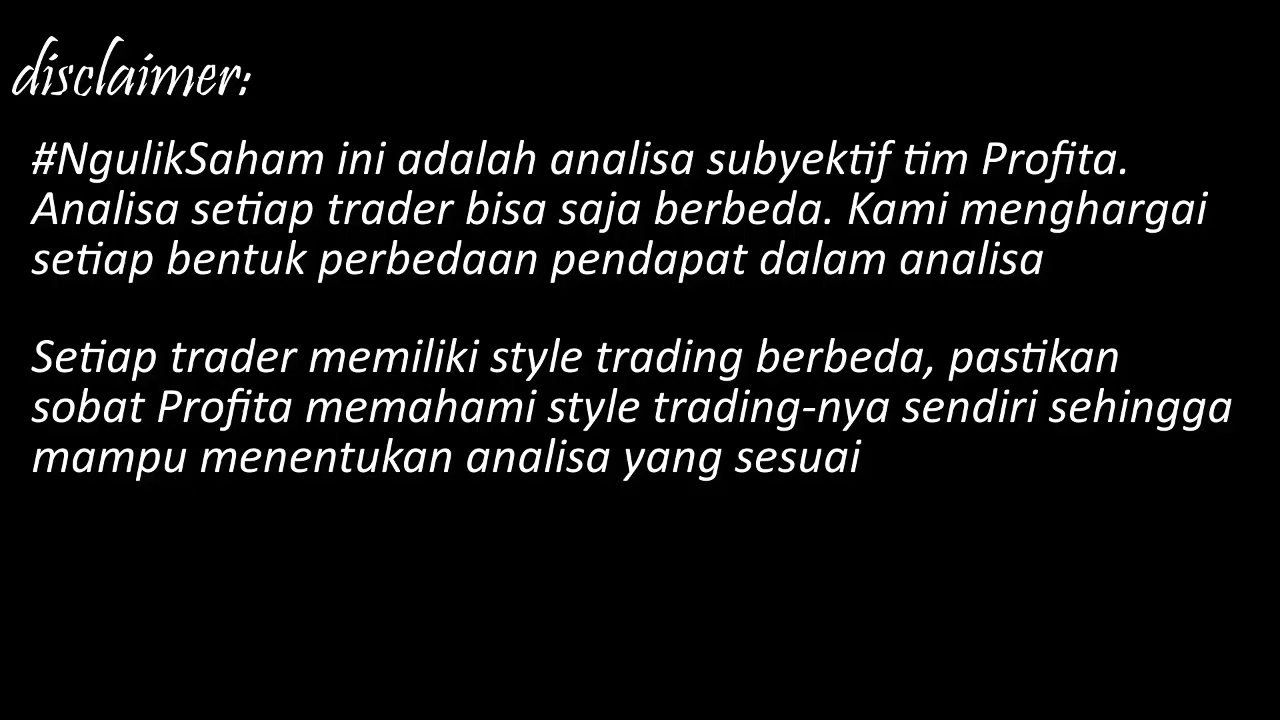 disclaimer:
#NgulikSaham ini adalah analisa subyektif tim Profita.
Analisa setiap trader bisa saja berbeda. Kami menghargai
setiap bentuk perbedaan pendapat dalam analisa
Setiap trader memiliki style trading berbeda, pastikan
sobat Profita memahami style trading-nya sendiri sehingga
mampu menentukan analisa yang sesuai